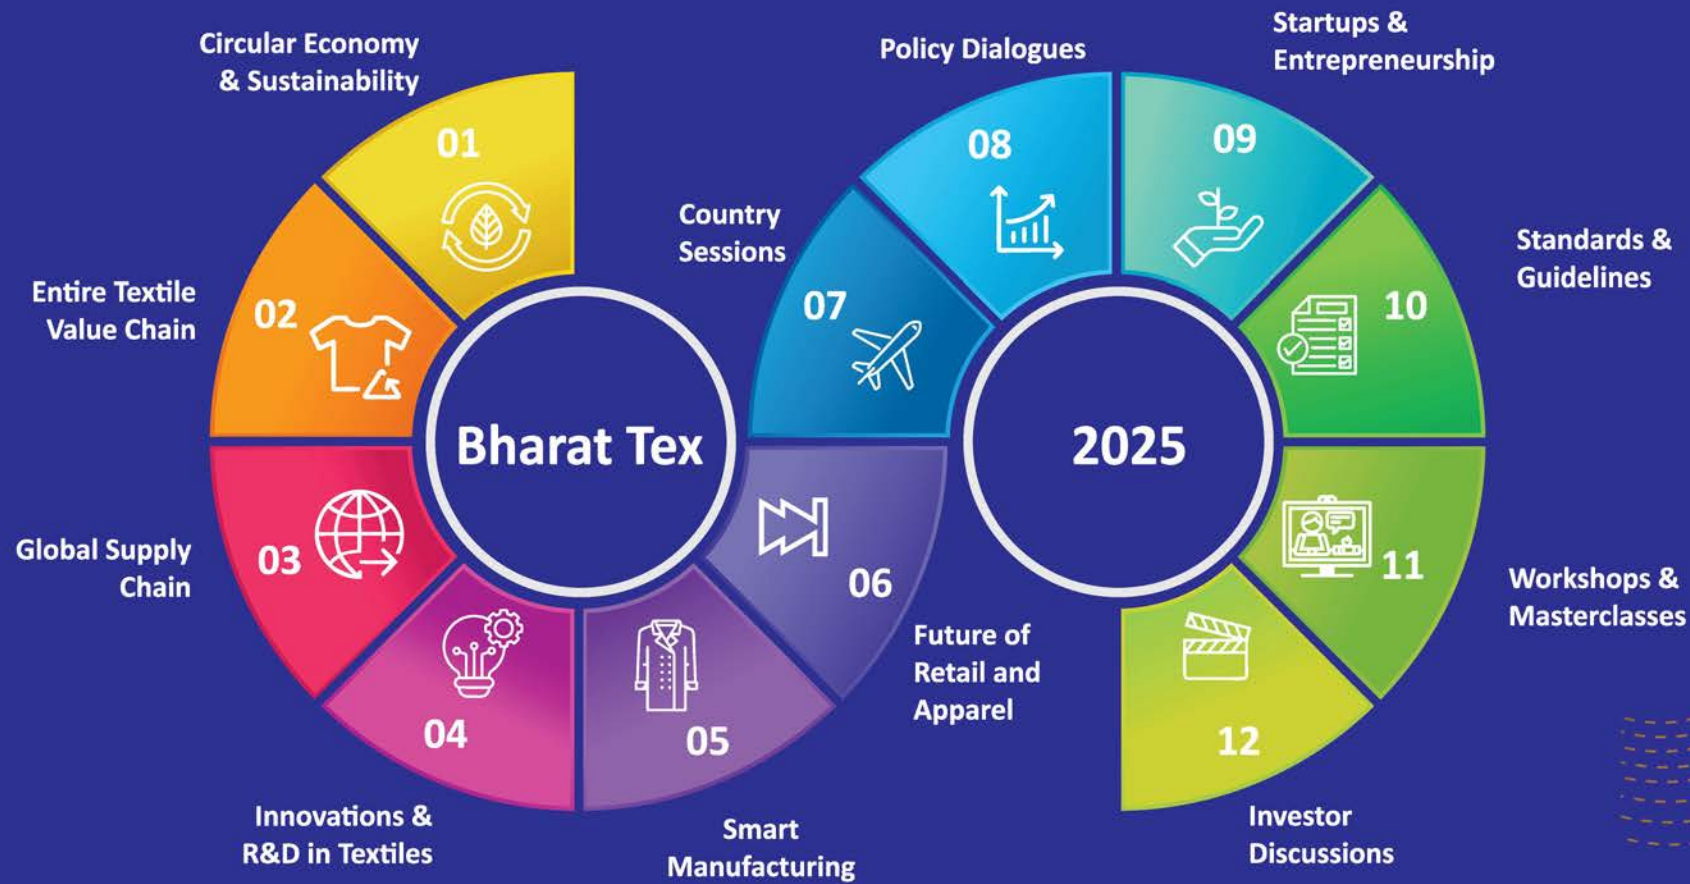 Circular Economy
& Sustainability
01
Entire Textile
Value Chain
02
Global Supply
Chain
03
Innovations &
R&D in Textiles
04
Smart
Manufacturing
05
Future of
Retail and
Apparel
06
Country
Sessions
07
Policy Dialogues
08
Startups &
Entrepreneurship
09
Standards &
Guidelines
10
Workshops &
Masterclasses
11
Investor
Discussions
12
Bharat Tex
2025